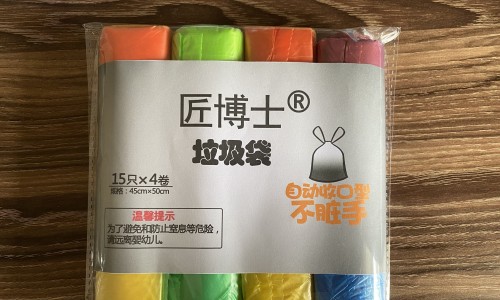 匠博士®
垃圾袋
15只×4卷
规格：45cm×50cm
自动收口型
不脏手
温馨提示
为了避免和防止窒息等危险，
请远离婴幼儿。